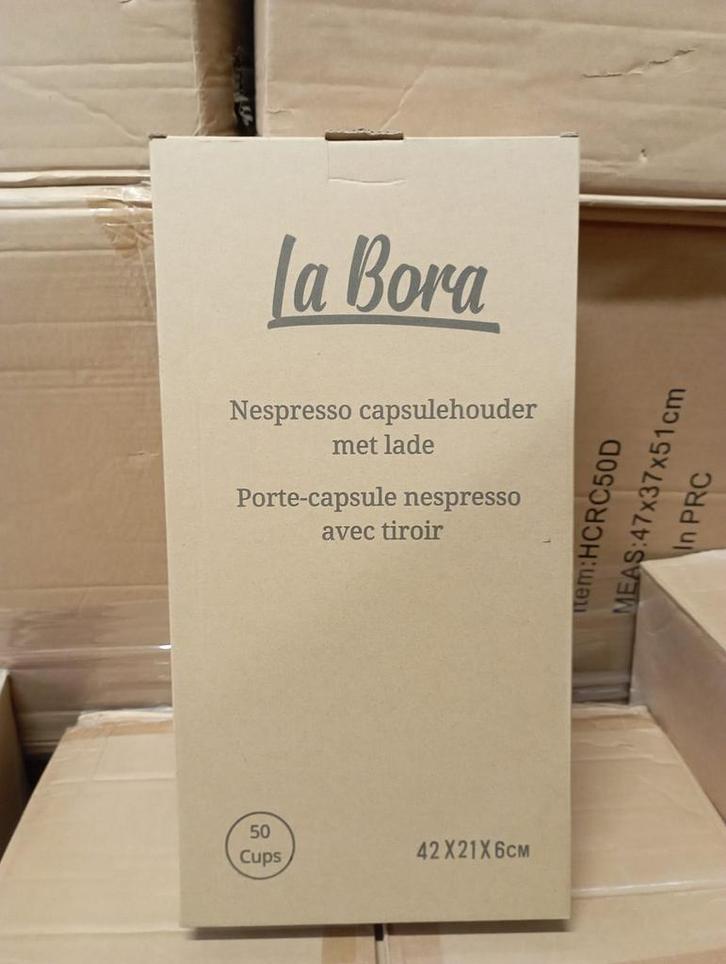 La Bora
Nespresso capsulehouder
met lade
Porte-capsule nespresso
avec tiroir
50
Cups
42X21X6CM
Item:HCRC50D
MEAS:47x37x51cm
In PRC